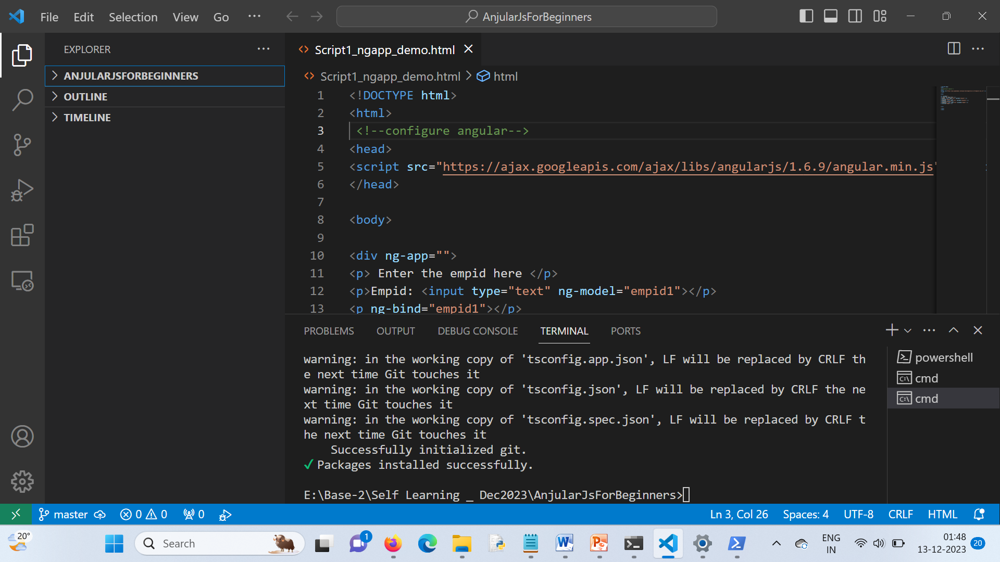 File Edit Selection View Go ···
AnjularJsForBeginners
EXPLORER
ANJULARJSFORBEGINNERS
OUTLINE
TIMELINE
Script1_ngapp_demo.html
Script1_ngapp_demo.html > html
1 <!DOCTYPE html>
2 <html>
3 <!--configure angular-->
4 <head>
5 <script src="https://ajax.googleapis.com/ajax/libs/angularjs/1.6.9/angular.min.js"
6 </head>
7
8 <body>
9
10 <div ng-app="">
11 <p> Enter the empid here </p>
12 <p>Empid: <input type="text" ng-model="empid1"></p>
13 <p ng-bind="empid1"></p>
PROBLEMS OUTPUT DEBUG CONSOLE TERMINAL PORTS
warning: in the working copy of 'tsconfig.app.json', LF will be replaced by CRLF th
e next time Git touches it
warning: in the working copy of 'tsconfig.json', LF will be replaced by CRLF the ne
xt time Git touches it
warning: in the working copy of 'tsconfig.spec.json', LF will be replaced by CRLF t
he next time Git touches it
Successfully initialized git.
✓ Packages installed successfully.
E:\Base-2\Self Learning _ Dec2023\AnjularJsForBeginners>
powershell
cmd
cmd
master 0 0 0 Ln 3, Col 26 Spaces: 4 UTF-8 CRLF HTML
20°
Search
1
ENG
IN
01:48
13-12-2023
20